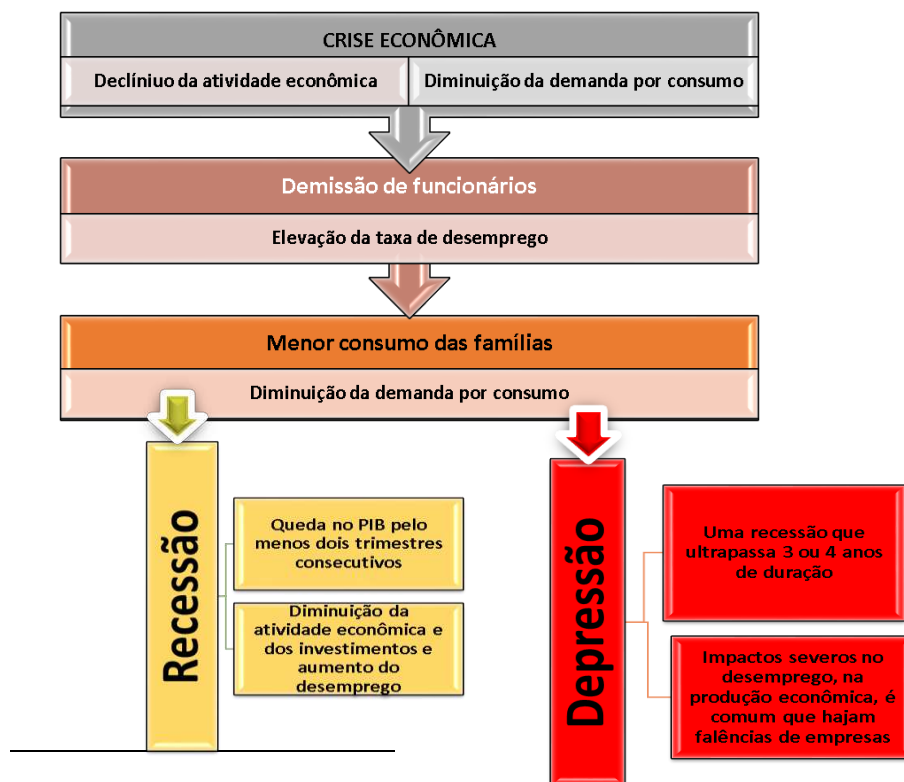 CRISE ECONÔMICA
Declíniuo da atividade econômica
Diminuição da demanda por consumo
Demissão de funcionários
Elevação da taxa de desemprego
Menor consumo das famílias
Diminuição da demanda por consumo
Recessão
Queda no PIB pelo
menos dois trimestres
consecutivos
Diminuição da
atividade econômica e
dos investimentos e
aumento do
desemprego
Depressão
Uma recessão que
ultrapassa 3 ou 4 anos
de duração
Impactos severos no
desemprego, na
produção econômica, é
comum que hajam
falências de empresas